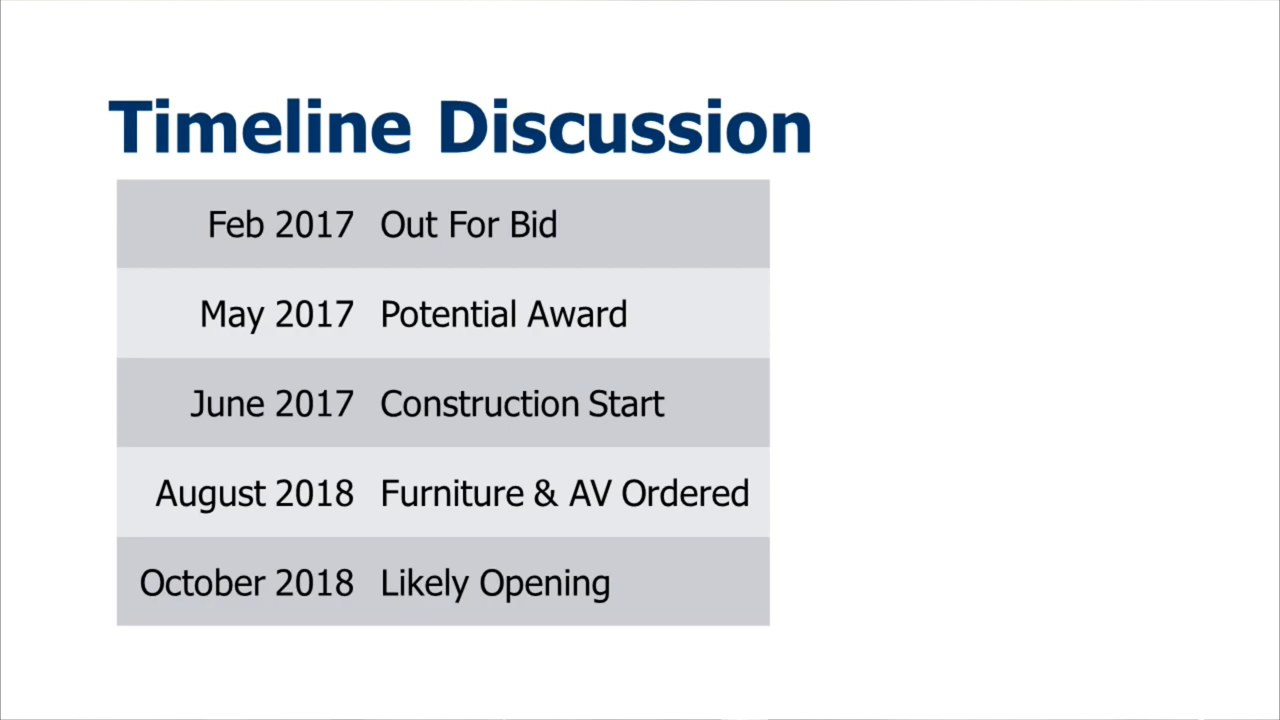 Timeline Discussion
Feb 2017 Out For Bid
May 2017 Potential Award
June 2017 Construction Start
August 2018 Furniture & AV Ordered
October 2018 Likely Opening